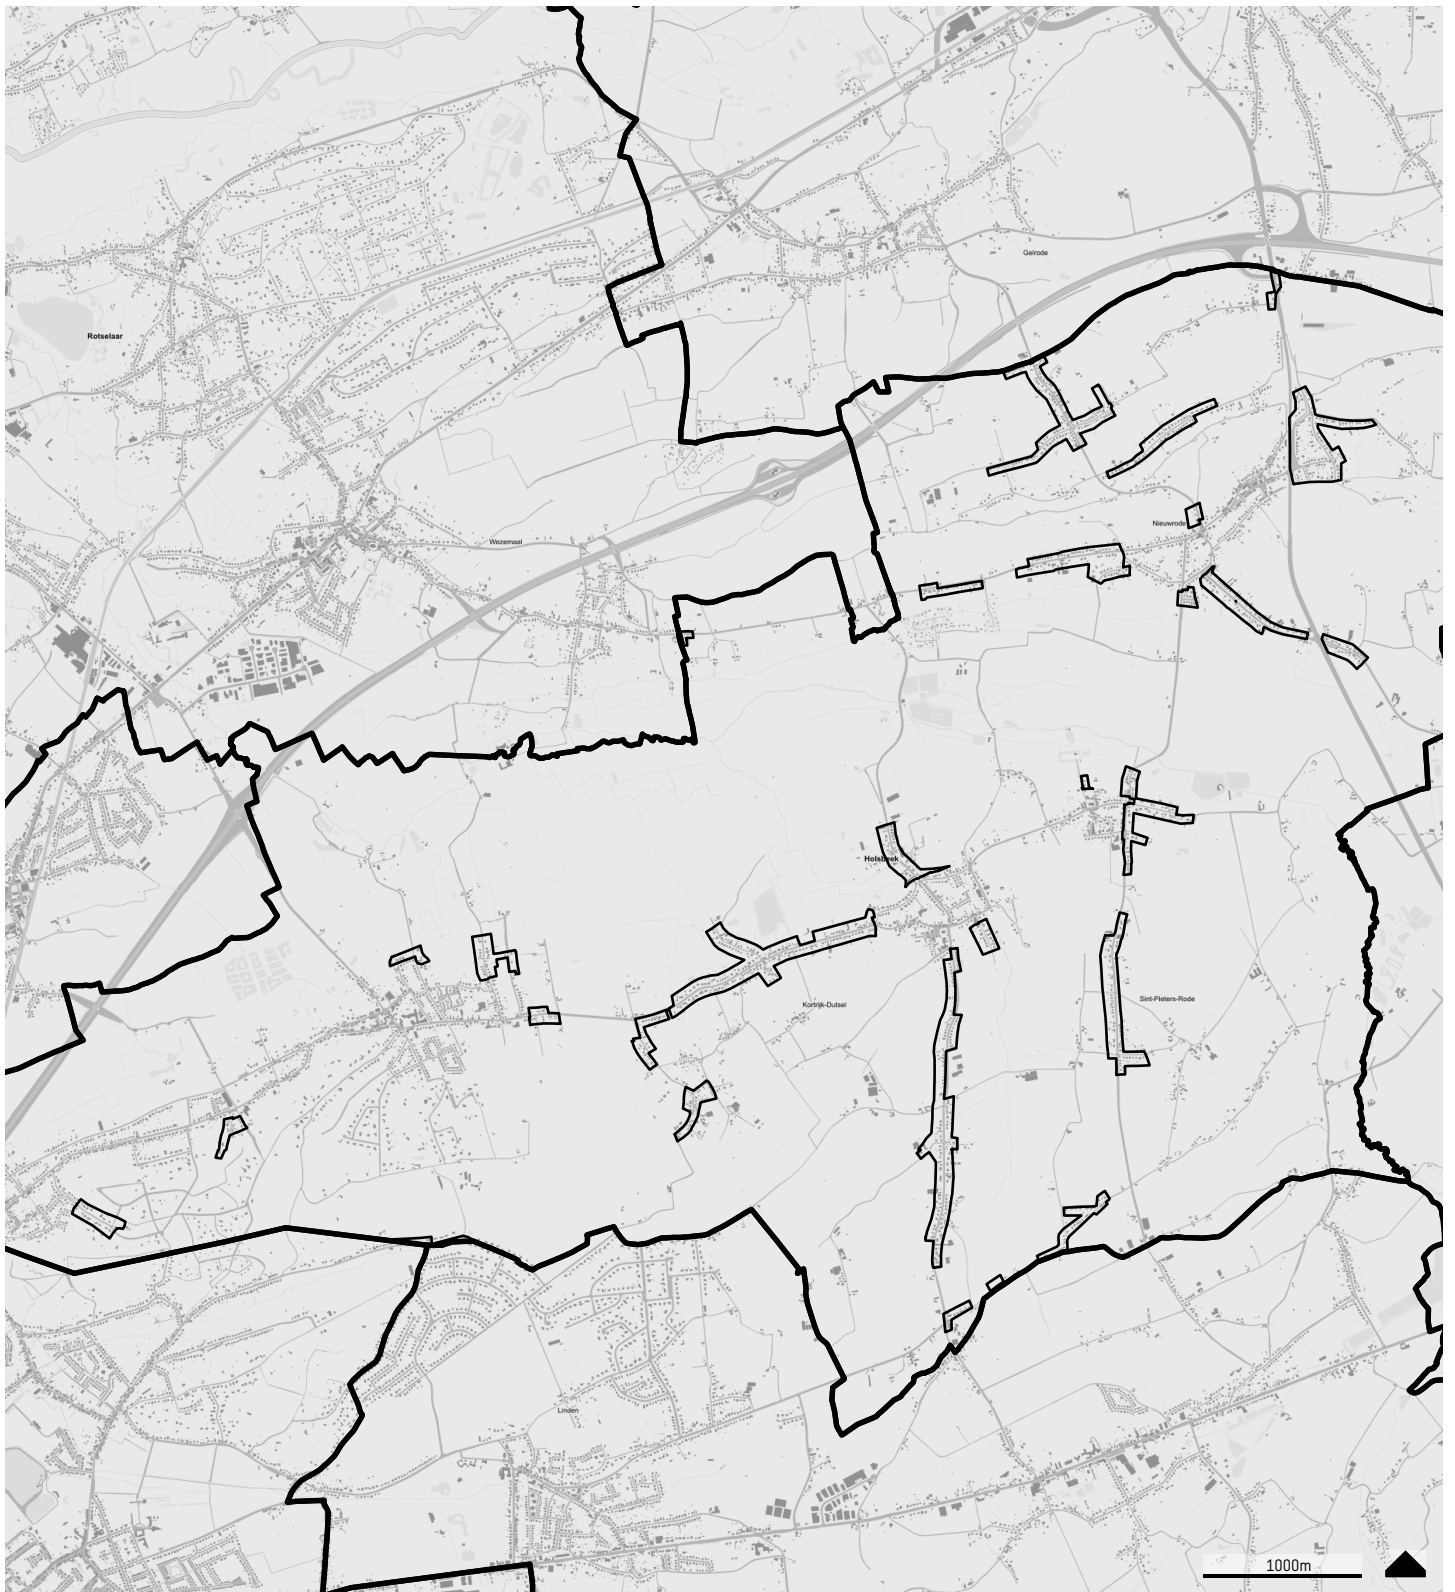 Gelrode
Rotselaar
Nieuwrode
Wezemaal
Holsbeek
Sint-Pieters-Rode
Kortrijk-Dutsel
Linden
1000m